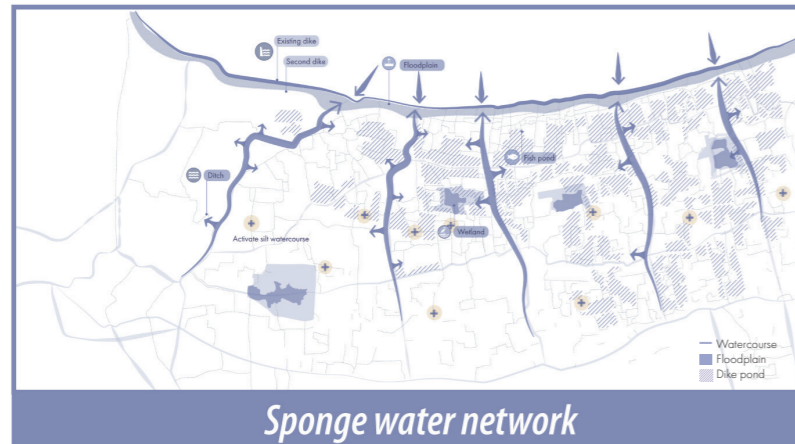 Existing dike
Second dike
Floodplain
Fish pond
Ditch
Wetland
Activate silt watercourse
Watercourse
Floodplain
Dike pond
Sponge water network